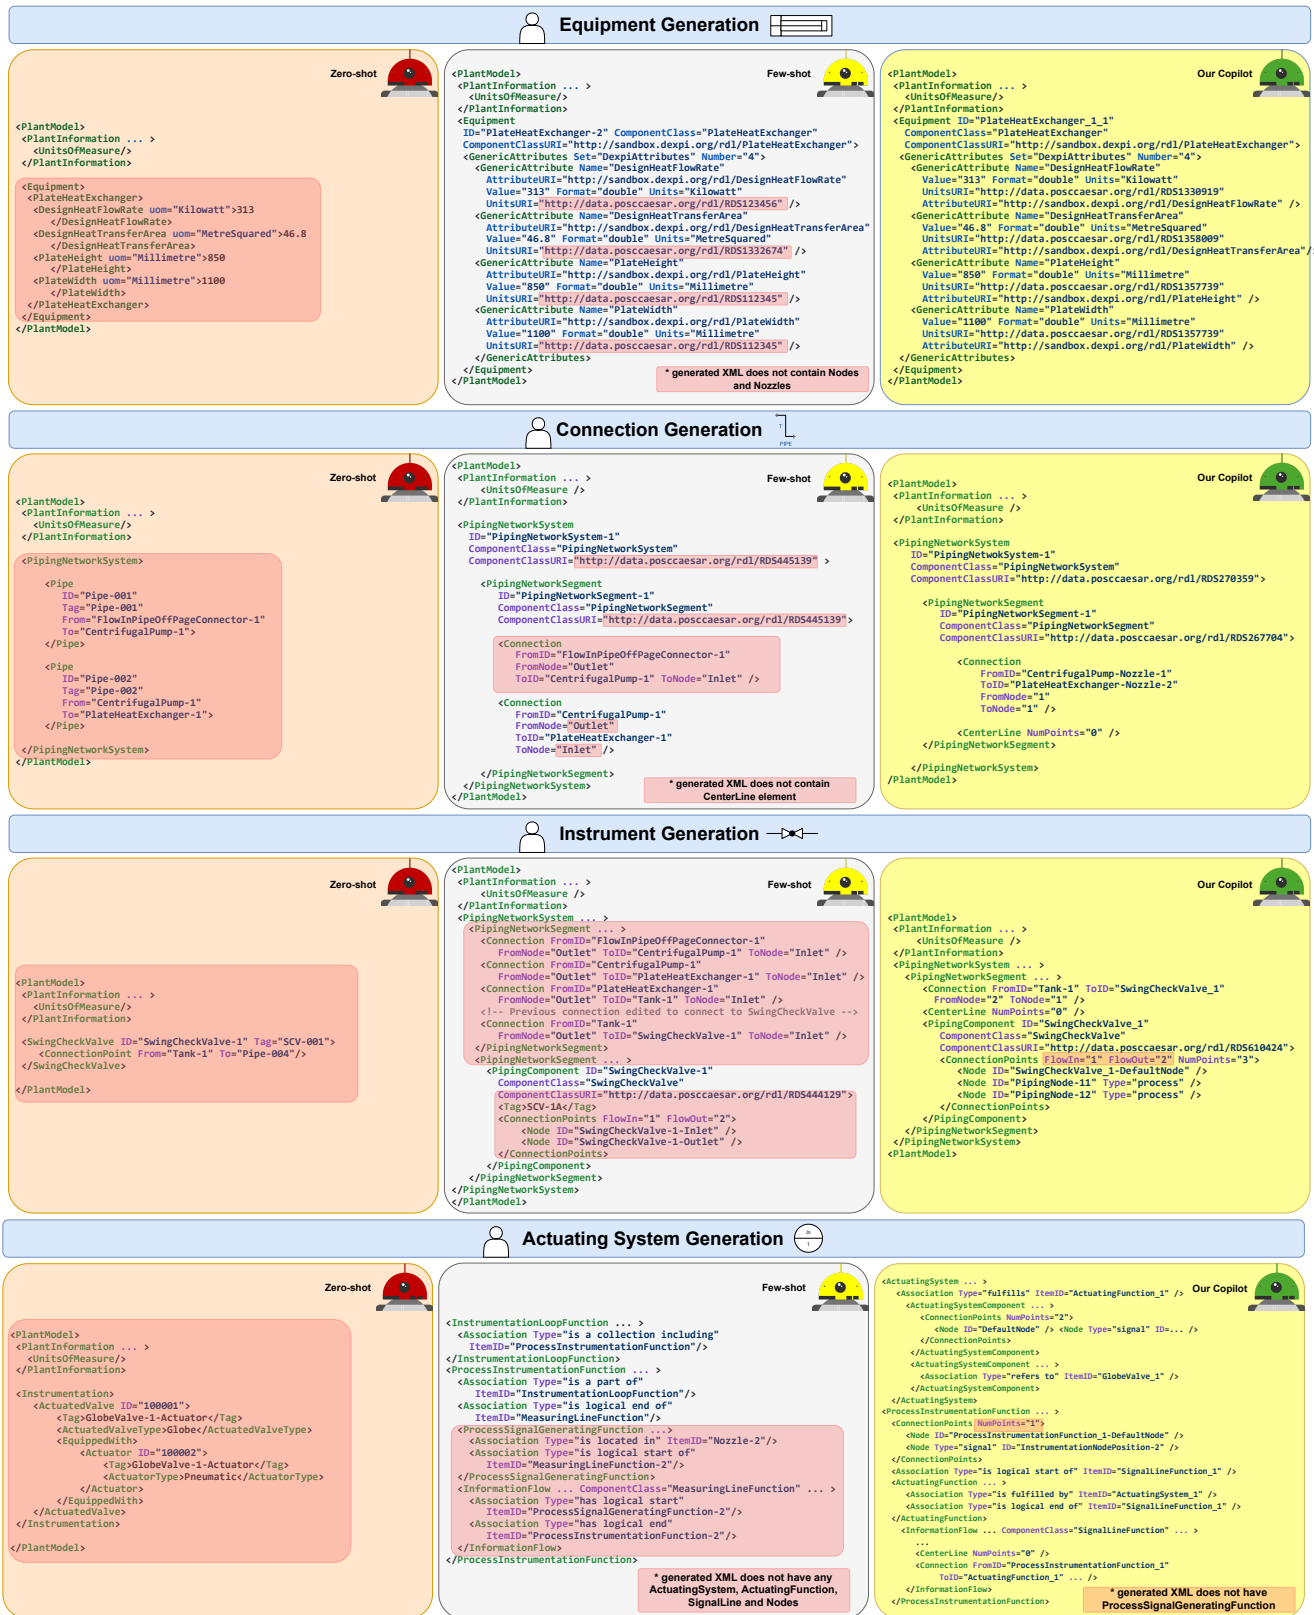 Equipment Generation
Zero-shot
<PlantModel>
<PlantInformation ... >
<UnitsOfMeasure/>
</PlantInformation>
<Equipment>
<PlateHeatExchanger>
<DesignHeatFlowRate uom="Kilowatt">313
</DesignHeatFlowRate>
<DesignHeatTransferArea uom="MetreSquared">46.8
</DesignHeatTransferArea>
<PlateHeight uom="Millimetre">850
</PlateHeight>
<PlateWidth uom="Millimetre">1100
</PlateWidth>
</PlateHeatExchanger>
</Equipment>
</PlantModel>
Few-shot
<PlantModel>
<PlantInformation ... >
<UnitsOfMeasure/>
</PlantInformation>
<Equipment
ID="PlateHeatExchanger-2" ComponentClass="PlateHeatExchanger"
ComponentClassURI="http://sandbox.dexpi.org/rdl/PlateHeatExchanger">
<GenericAttributes Set="DexpiAttributes" Number="4">
<GenericAttribute Name="DesignHeatFlowRate"
AttributeURI="http://sandbox.dexpi.org/rdl/DesignHeatFlowRate"
Value="313" Format="double" Units="Kilowatt"
UnitsURI="http://data.posccaesar.org/rdl/RDS123456" />
<GenericAttribute Name="DesignHeatTransferArea"
AttributeURI="http://sandbox.dexpi.org/rdl/DesignHeatTransferArea"
Value="46.8" Format="double" Units="MetreSquared"
UnitsURI="http://data.posccaesar.org/rdl/RDS1332674" />
<GenericAttribute Name="PlateHeight"
AttributeURI="http://sandbox.dexpi.org/rdl/PlateHeight"
Value="850" Format="double" Units="Millimetre"
UnitsURI="http://data.posccaesar.org/rdl/RDS112345" />
<GenericAttribute Name="PlateWidth"
AttributeURI="http://sandbox.dexpi.org/rdl/PlateWidth"
Value="1100" Format="double" Units="Millimetre"
UnitsURI="http://data.posccaesar.org/rdl/RDS112345" />
</GenericAttributes>
</Equipment>
</PlantModel>
* generated XML does not contain Nodes
and Nozzles
Our Copilot
<PlantModel>
<PlantInformation ... >
<UnitsOfMeasure/>
</PlantInformation>
<Equipment ID="PlateHeatExchanger_1_1"
ComponentClass="PlateHeatExchanger"
ComponentClassURI="http://sandbox.dexpi.org/rdl/PlateHeatExchanger">
<GenericAttributes Set="DexpiAttributes" Number="4">
<GenericAttribute Name="DesignHeatFlowRate"
Value="313" Format="double" Units="Kilowatt"
UnitsURI="http://data.posccaesar.org/rdl/RDS1330919"
AttributeURI="http://sandbox.dexpi.org/rdl/DesignHeatFlowRate" />
<GenericAttribute Name="DesignHeatTransferArea"
Value="46.8" Format="double" Units="MetreSquared"
UnitsURI="http://data.posccaesar.org/rdl/RDS1358009"
AttributeURI="http://sandbox.dexpi.org/rdl/DesignHeatTransferArea"/>
<GenericAttribute Name="PlateHeight"
Value="850" Format="double" Units="Millimetre"
UnitsURI="http://data.posccaesar.org/rdl/RDS1357739"
AttributeURI="http://sandbox.dexpi.org/rdl/PlateHeight" />
<GenericAttribute Name="PlateWidth"
Value="1100" Format="double" Units="Millimetre"
UnitsURI="http://data.posccaesar.org/rdl/RDS1357739"
AttributeURI="http://sandbox.dexpi.org/rdl/PlateWidth" />
</GenericAttributes>
</Equipment>
</PlantModel>
Connection Generation
T
PIPE
Zero-shot
<PlantModel>
<PlantInformation ... >
<UnitsOfMeasure/>
</PlantInformation>
<PipingNetworkSystem>
<Pipe
ID="Pipe-001"
Tag="Pipe-001"
From="FlowInPipeOffPageConnector-1"
To="CentrifugalPump-1">
</Pipe>
<Pipe
ID="Pipe-002"
Tag="Pipe-002"
From="CentrifugalPump-1"
To="PlateHeatExchanger-1">
</Pipe>
</PipingNetworkSystem>
</PlantModel>
Few-shot
<PlantModel>
<PlantInformation ... >
<UnitsOfMeasure />
</PlantInformation>
<PipingNetworkSystem
ID="PipingNetworkSystem-1"
ComponentClass="PipingNetworkSystem"
ComponentClassURI="http://data.posccaesar.org/rdl/RDS445139" >
<PipingNetworkSegment
ID="PipingNetworkSegment-1"
ComponentClass="PipingNetworkSegment"
ComponentClassURI="http://data.posccaesar.org/rdl/RDS445139">
<Connection
FromID="FlowInPipeOffPageConnector-1"
FromNode="Outlet"
ToID="CentrifugalPump-1" ToNode="Inlet" />
<Connection
FromID="CentrifugalPump-1"
FromNode="Outlet"
ToID="PlateHeatExchanger-1"
ToNode="Inlet" />
</PipingNetworkSegment>
</PipingNetworkSystem>
</PlantModel>
* generated XML does not contain
CenterLine element
Our Copilot
<PlantModel>
<PlantInformation ... >
<UnitsOfMeasure />
</PlantInformation>
<PipingNetworkSystem
ID="PipingNetwokSystem-1"
ComponentClass="PipingNetworkSystem"
ComponentClassURI="http://data.posccaesar.org/rdl/RDS270359">
<PipingNetworkSegment
ID="PipingNetworkSegment-1"
ComponentClass="PipingNetworkSegment"
ComponentClassURI="http://data.posccaesar.org/rdl/RDS267704">
<Connection
FromID="CentrifugalPump-Nozzle-1"
ToID="PlateHeatExchanger-Nozzle-2"
FromNode="1"
ToNode="1" />
<CenterLine NumPoints="0" />
</PipingNetworkSegment>
</PipingNetworkSystem>
/PlantModel>
Instrument Generation
Zero-shot
<PlantModel>
<PlantInformation ... >
<UnitsOfMeasure/>
</PlantInformation>
<SwingCheckValve ID="SwingCheckValve-1" Tag="SCV-001">
<ConnectionPoint From="Tank-1" To="Pipe-004"/>
</SwingCheckValve>
</PlantModel>
Few-shot
<PlantModel>
<PlantInformation ... >
<UnitsOfMeasure />
</PlantInformation>
<PipingNetworkSystem ... >
<PipingNetworkSegment ... >
<Connection FromID="FlowInPipeOffPageConnector-1"
FromNode="Outlet" ToID="CentrifugalPump-1" ToNode="Inlet" />
<Connection FromID="CentrifugalPump-1"
FromNode="Outlet" ToID="PlateHeatExchanger-1" ToNode="Inlet" />
<Connection FromID="PlateHeatExchanger-1"
FromNode="Outlet" ToID="Tank-1" ToNode="Inlet" />
<!-- Previous connection edited to connect to SwingCheckValve -->
<Connection FromID="Tank-1"
FromNode="Outlet" ToID="SwingCheckValve-1" ToNode="Inlet" />
</PipingNetworkSegment>
<PipingNetworkSegment ... >
<PipingComponent ID="SwingCheckValve-1"
ComponentClass="SwingCheckValve"
ComponentClassURI="http://data.posccaesar.org/rdl/RDS444129">
<Tag>SCV-1A</Tag>
<ConnectionPoints FlowIn="1" FlowOut="2">
<Node ID="SwingCheckValve-1-Inlet" />
<Node ID="SwingCheckValve-1-Outlet" />
</ConnectionPoints>
</PipingComponent>
</PipingNetworkSegment>
</PipingNetworkSystem>
</PlantModel>
Our Copilot
<PlantModel>
<PlantInformation ... >
<UnitsOfMeasure />
</PlantInformation>
<PipingNetworkSystem ... >
<PipingNetworkSegment ... >
<Connection FromID="Tank-1" ToID="SwingCheckValve_1"
FromNode="2" ToNode="1" />
<CenterLine NumPoints="0" />
<PipingComponent ID="SwingCheckValve_1"
ComponentClass="SwingCheckValve"
ComponentClassURI="http://data.posccaesar.org/rdl/RDS610424">
<ConnectionPoints FlowIn="1" FlowOut="2" NumPoints="3">
<Node ID="SwingCheckValve_1-DefaultNode" />
<Node ID="PipingNode-11" Type="process" />
<Node ID="PipingNode-12" Type="process" />
</ConnectionPoints>
</PipingComponent>
</PipingNetworkSegment>
</PipingNetworkSystem>
<PlantModel>
Actuating System Generation
Zero-shot
<PlantModel>
<PlantInformation ... >
<UnitsOfMeasure/>
</PlantInformation>
<Instrumentation>
<ActuatedValve ID="100001">
<Tag>GlobeValve-1-Actuator</Tag>
<ActuatedValveType>Globe</ActuatedValveType>
<EquippedWith>
<Actuator ID="100002">
<Tag>GlobeValve-1-Actuator</Tag>
<ActuatorType>Pneumatic</ActuatorType>
</Actuator>
</EquippedWith>
</ActuatedValve>
</Instrumentation>
</PlantModel>
Few-shot
<InstrumentationLoopFunction ... >
<Association Type="is a collection including"
ItemID="ProcessInstrumentationFunction"/>
</InstrumentationLoopFunction>
<ProcessInstrumentationFunction ... >
<Association Type="is a part of"
ItemID="InstrumentationLoopFunction"/>
<Association Type="is logical end of"
ItemID="MeasuringLineFunction"/>
<ProcessSignalGeneratingFunction ...>
<Association Type="is located in" ItemID="Nozzle-2"/>
<Association Type="is logical start of"
ItemID="MeasuringLineFunction-2"/>
</ProcessSignalGeneratingFunction>
<InformationFlow ... ComponentClass="MeasuringLineFunction" ... >
<Association Type="has logical start"
ItemID="ProcessSignalGeneratingFunction-2"/>
<Association Type="has logical end"
ItemID="ProcessInstrumentationFunction-2"/>
</InformationFlow>
</ProcessInstrumentationFunction>
* generated XML does not have any
ActuatingSystem, ActuatingFunction,
SignalLine and Nodes
Our Copilot
<ActuatingSystem ... >
<Association Type="fulfills" ItemID="ActuatingFunction_1" />
<ActuatingSystemComponent ... >
<ConnectionPoints NumPoints="2">
<Node ID="DefaultNode" /> <Node Type="signal" ID=... />
</ConnectionPoints>
</ActuatingSystemComponent>
<ActuatingSystemComponent ... >
<Association Type="refers to" ItemID="GlobeValve_1" />
</ActuatingSystemComponent>
</ActuatingSystem>
<ProcessInstrumentationFunction ... >
<ConnectionPoints NumPoints="1">
<Node ID="ProcessInstrumentationFunction_1-DefaultNode" />
<Node Type="signal" ID="InstrumentationNodePosition-2" />
</ConnectionPoints>
<Association Type="is logical start of" ItemID="SignalLineFunction_1" />
<ActuatingFunction ... >
<Association Type="is fulfilled by" ItemID="ActuatingSystem_1" />
<Association Type="is logical end of" ItemID="SignalLineFunction_1" />
</ActuatingFunction>
<InformationFlow ... ComponentClass="SignalLineFunction" ... >
...
<CenterLine NumPoints="0" />
<Connection FromID="ProcessInstrumentationFunction_1"
ToID="ActuatingFunction_1" ... />
</InformationFlow>
</ProcessInstrumentationFunction>
* generated XML does not have
ProcessSignalGeneratingFunction